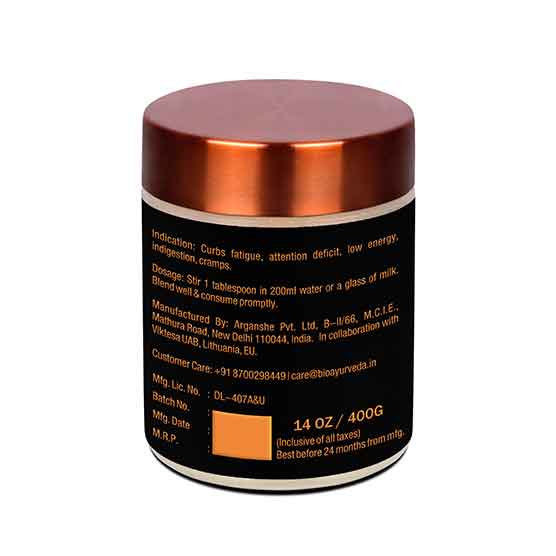 Indication: Curbs fatigue, attention deficit, low energy,
indigestion, cramps.
Dosage: Stir 1 tablespoon in 200ml water or a glass of milk.
Blend well & consume promptly.
Manufactured By: Arganshe Pvt. Ltd, B-II/66, M.C.I.E.,
Mathura Road, New Delhi 110044, India. In collaboration with
Viktesa UAB, Lithuania, EU.
Customer Care: +91 8700298449 | care@bioayurveda.in
Mfg. Lic. No. : DL-407A&U
Batch No. :
Mfg. Date :
M.R.P. :
14 OZ / 400G
(Inclusive of all taxes)
Best before 24 months from mfg.